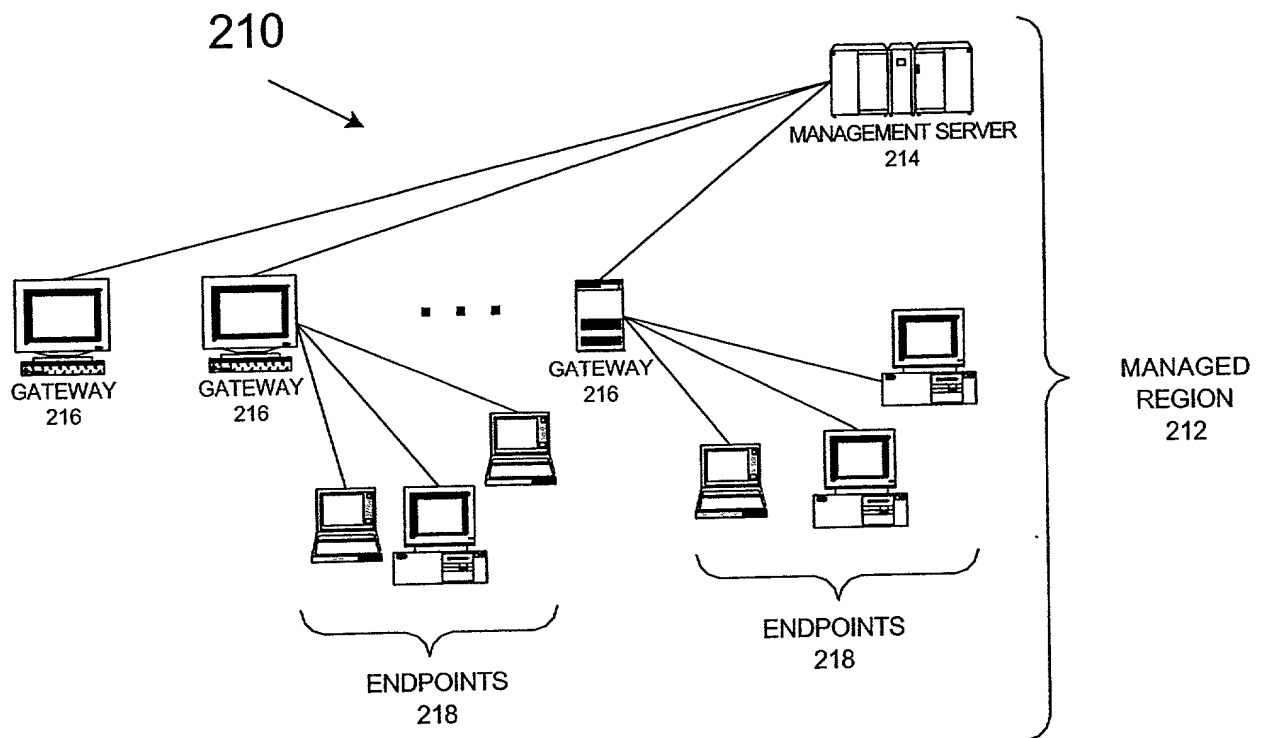 210
MANAGEMENT SERVER
214
GATEWAY
216
GATEWAY
216
GATEWAY
216
MANAGED
REGION
212
ENDPOINTS
218
ENDPOINTS
218